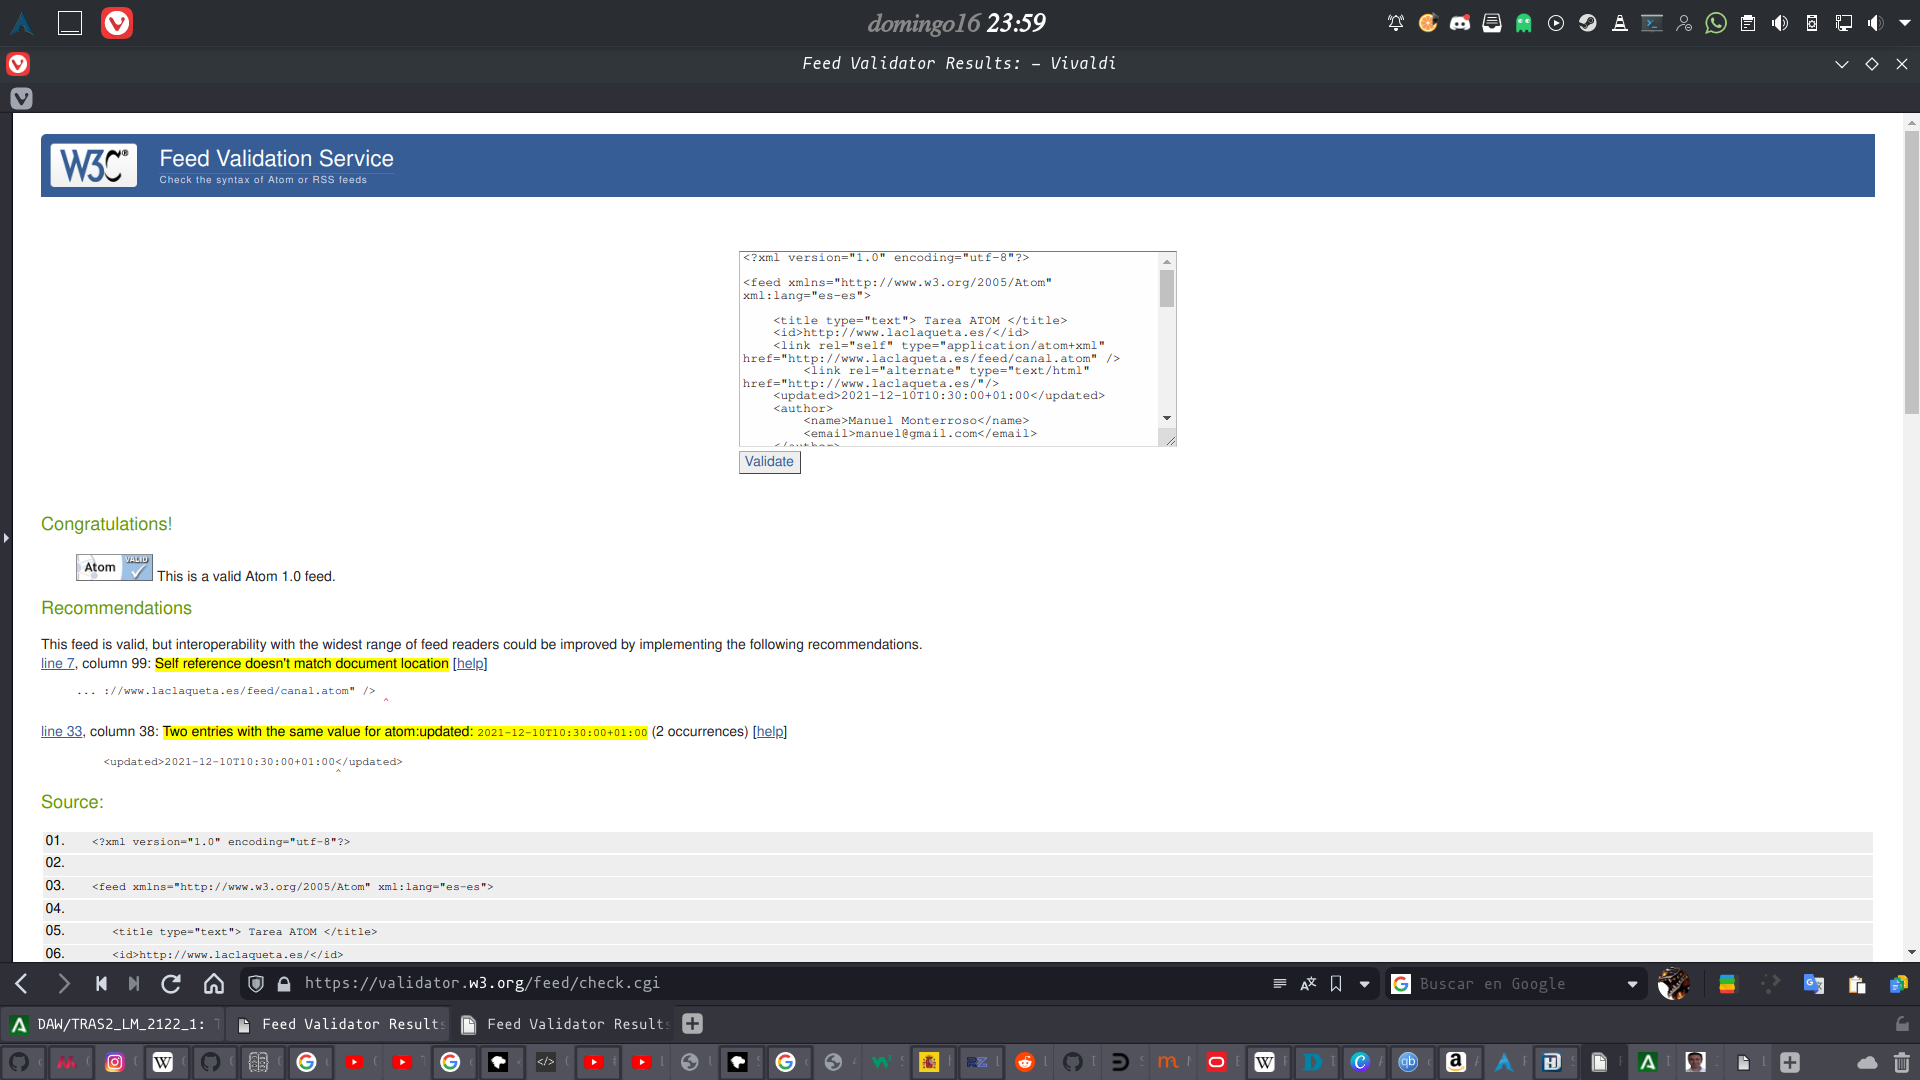 domingo16 23:59
Feed Validator Results: – Vivaldi
W3C® Feed Validation Service
Check the syntax of Atom or RSS feeds
<?xml version="1.0" encoding="utf-8"?>
<feed xmlns="http://www.w3.org/2005/Atom"
xml:lang="es-es">
<title type="text"> Tarea ATOM </title>
<id>http://www.laclaqueta.es/</id>
<link rel="self" type="application/atom+xml"
href="http://www.laclaqueta.es/feed/canal.atom" />
<link rel="alternate" type="text/html"
href="http://www.laclaqueta.es/"/>
<updated>2021-12-10T10:30:00+01:00</updated>
<author>
<name>Manuel Monterroso</name>
<email>manuel@gmail.com</email>
</author>
Validate
Congratulations!
Atom VALID This is a valid Atom 1.0 feed.
Recommendations
This feed is valid, but interoperability with the widest range of feed readers could be improved by implementing the following recommendations.
line 7, column 99: Self reference doesn't match document location [help]
... ://www.laclaqueta.es/feed/canal.atom" />
^
line 33, column 38: Two entries with the same value for atom:updated: 2021-12-10T10:30:00+01:00 (2 occurrences) [help]
<updated>2021-12-10T10:30:00+01:00</updated>
^
Source:
01. <?xml version="1.0" encoding="utf-8"?>
02.
03. <feed xmlns="http://www.w3.org/2005/Atom" xml:lang="es-es">
04.
05. <title type="text"> Tarea ATOM </title>
06. <id>http://www.laclaqueta.es/</id>
https://validator.w3.org/feed/check.cgi
Buscar en Google
DAW/TRAS2_LM_2122_1: Feed Validator Results Feed Validator Results